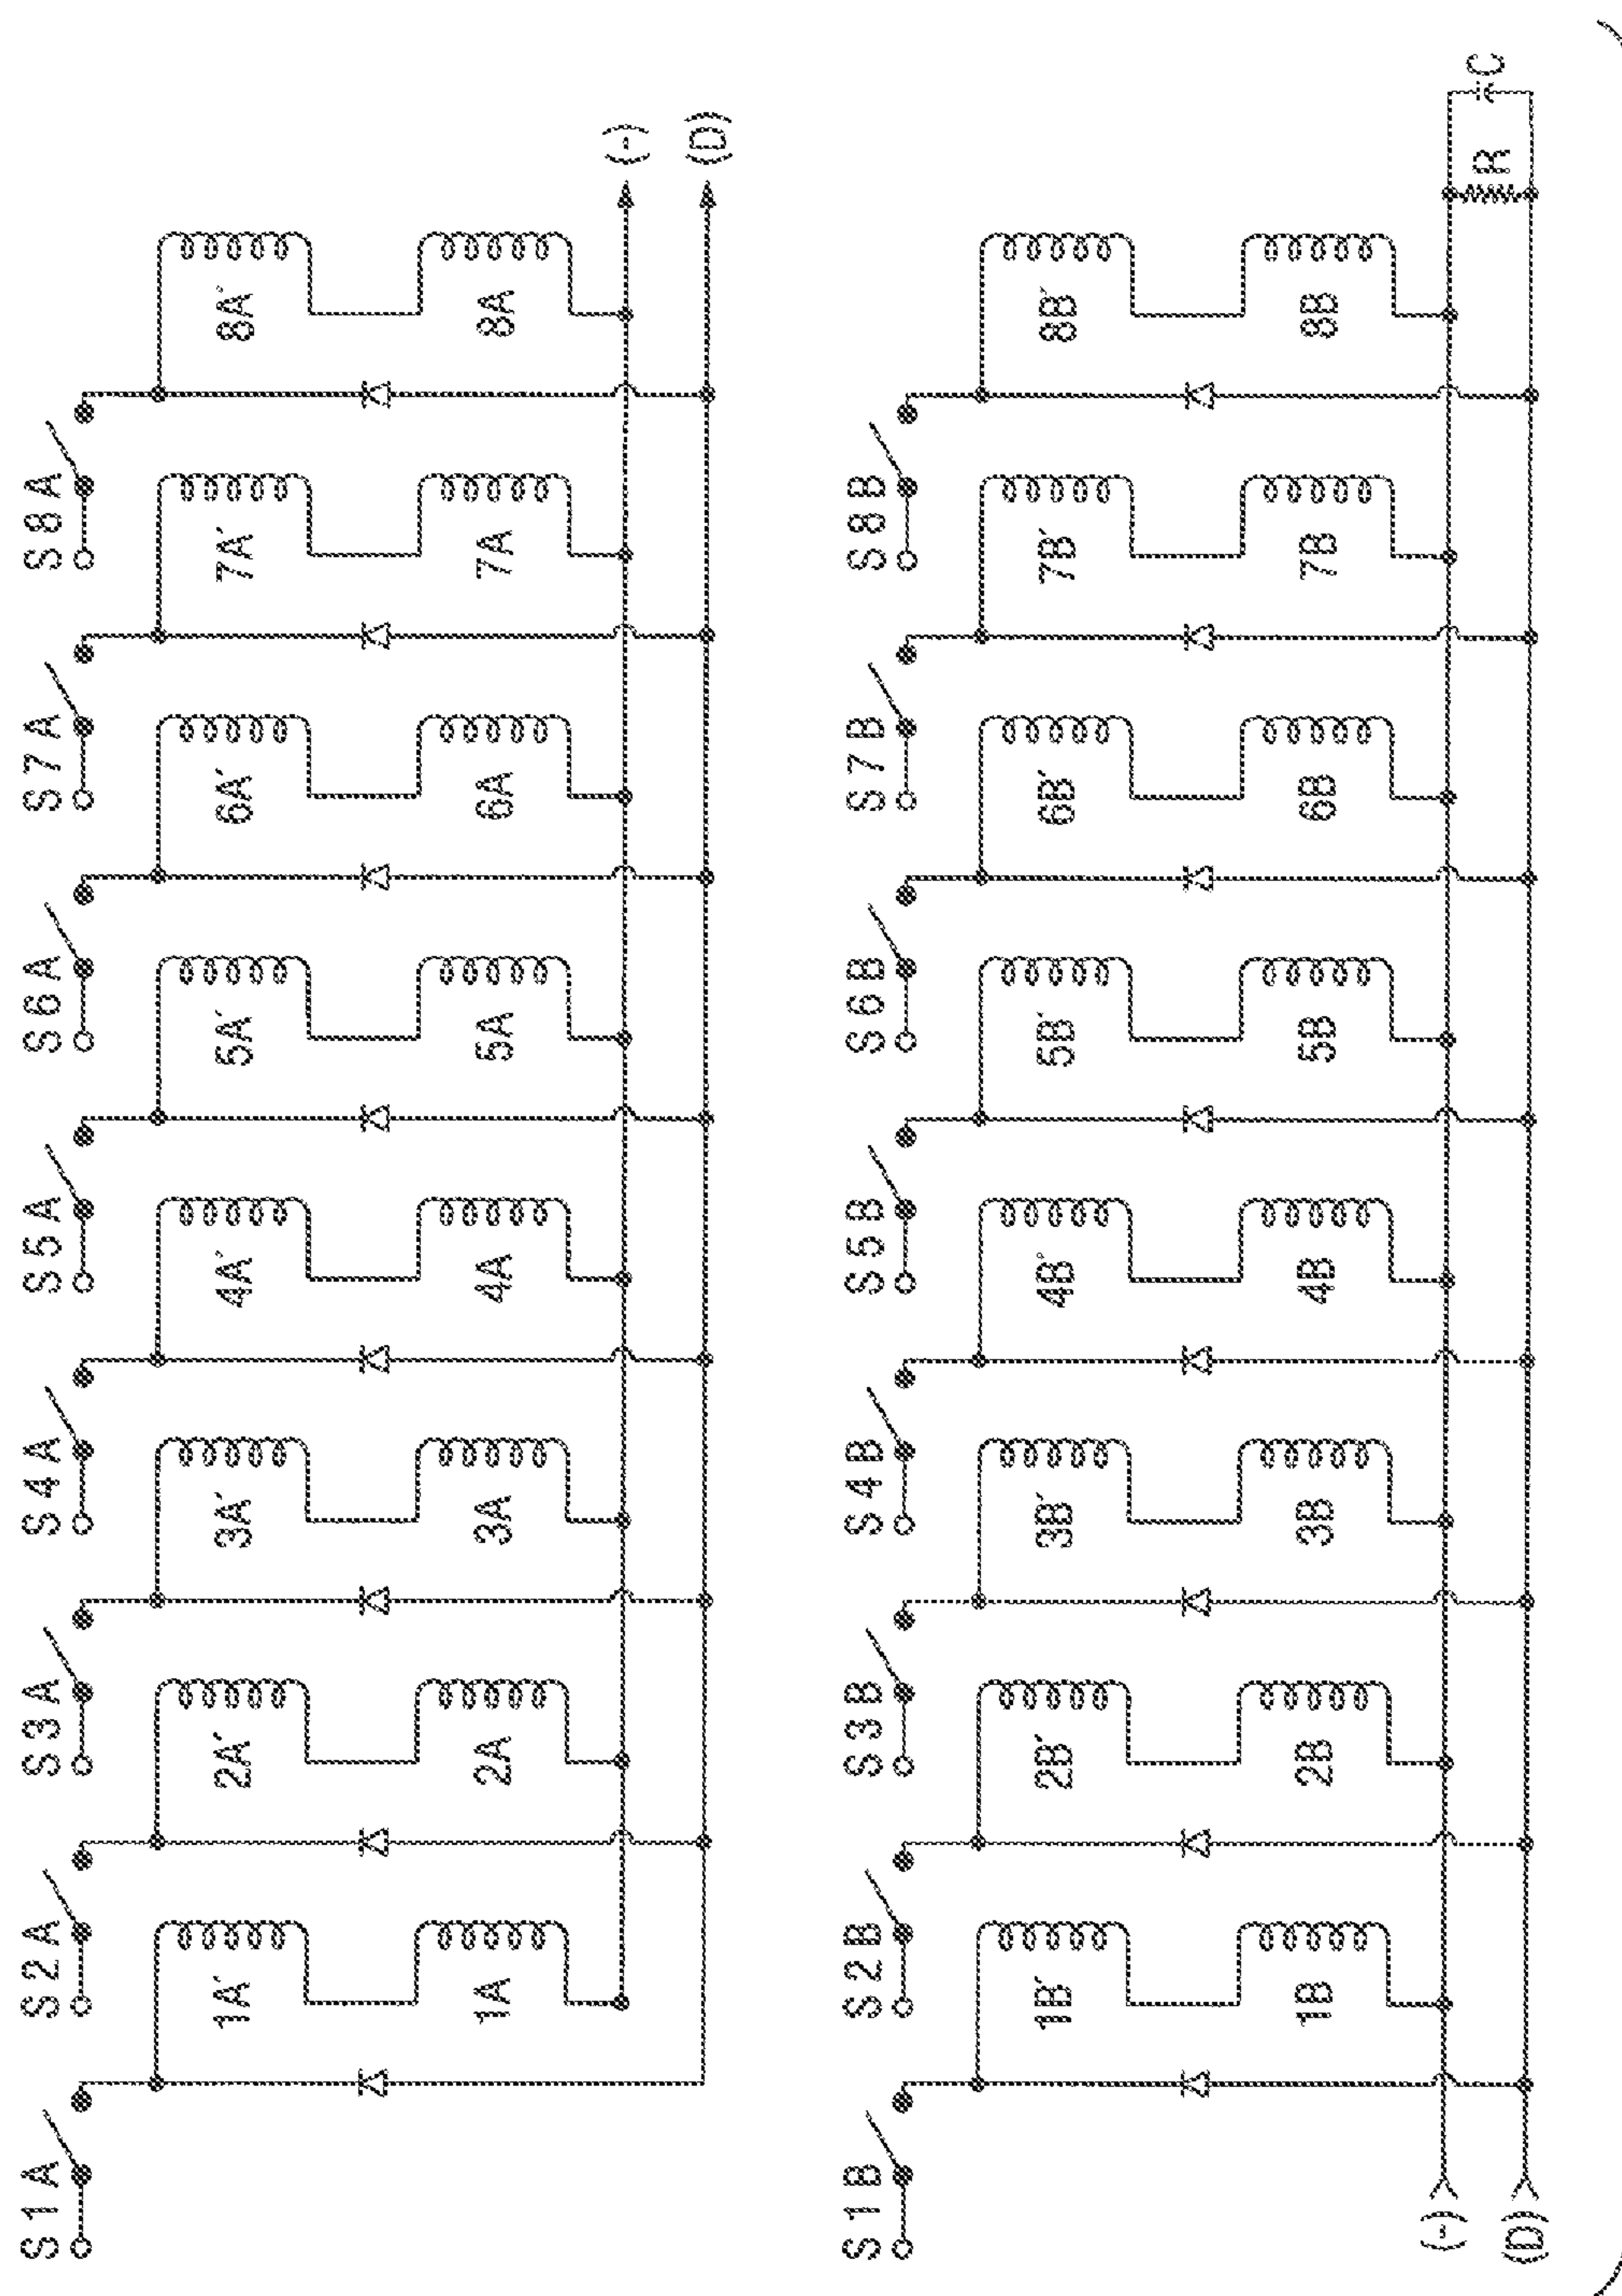 S1A S2A S3A S4A S5A S6A S7A S8A
1A´ 2A´ 3A´ 4A´ 5A´ 6A´ 7A´ 8A´
1A 2A 3A 4A 5A 6A 7A 8A
(-)
(D)
S1B S2B S3B S4B S5B S6B S7B S8B
1B´ 2B´ 3B´ 4B´ 5B´ 6B´ 7B´ 8B´
1B 2B 3B 4B 5B 6B 7B 8B
(-) R C
(D)